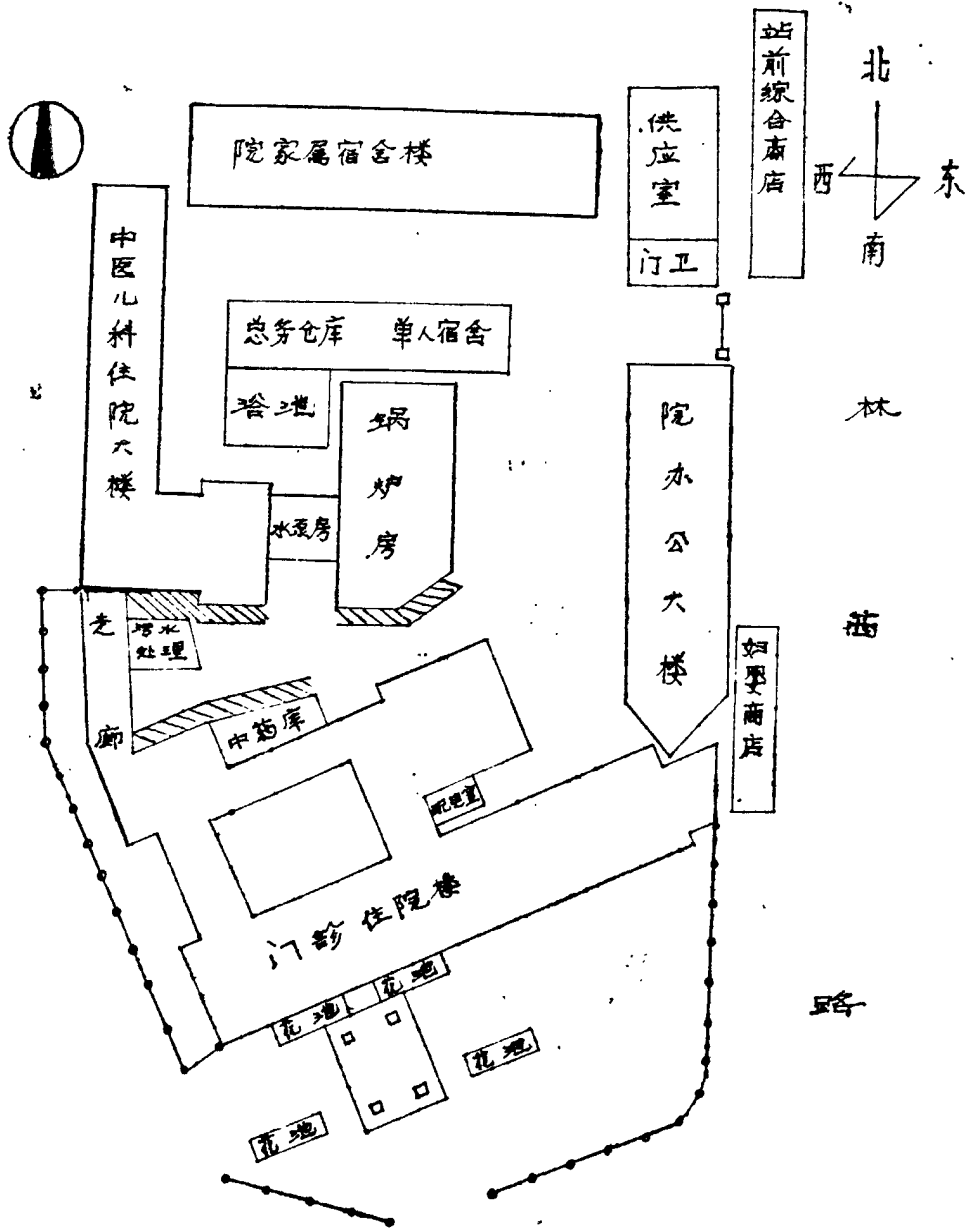 站前综合商店
北
西
东
南
院家属宿舍楼
供应室
门卫
中医儿科住院大楼
总务仓库 单人宿舍
浴池
锅炉房
水泵房
院办公大楼
林
西
路
走廊
污水
处理
中药库
配电室
妇婴商店
门诊住院楼
花池
花池
花池
花池